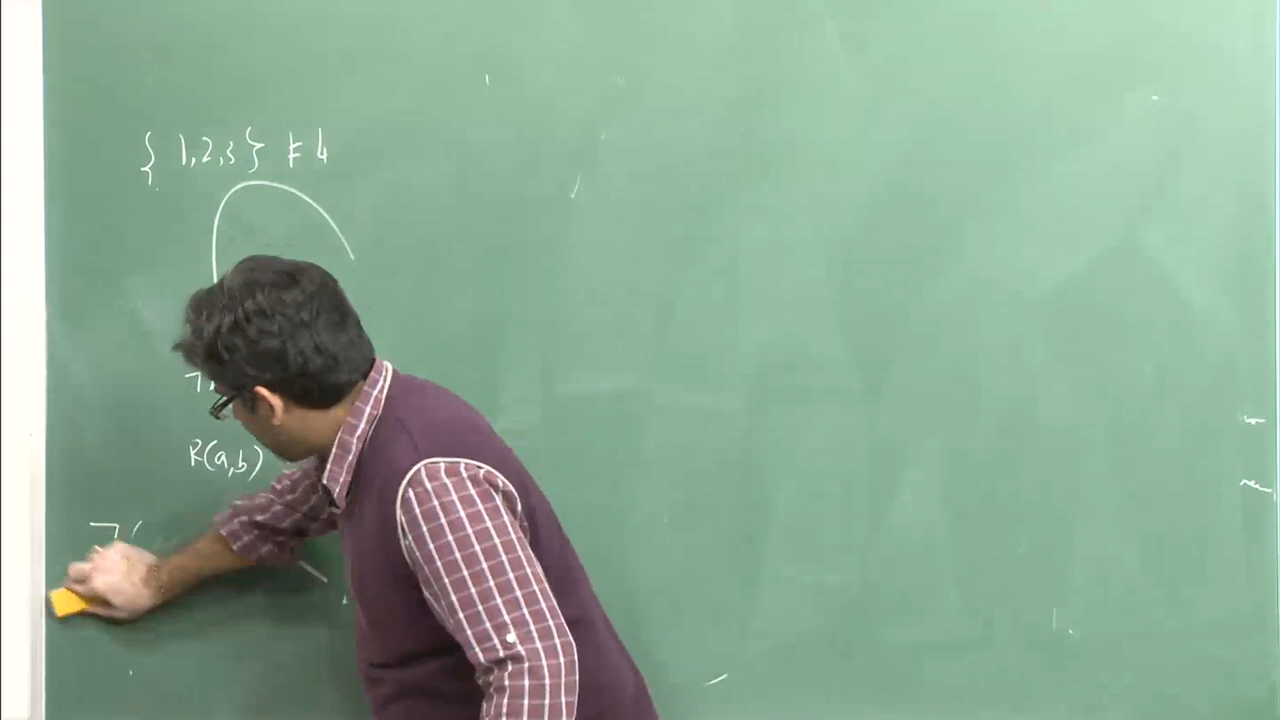 { 1,2,3 } ⊭ 4
¬
R(a,b)
¬(